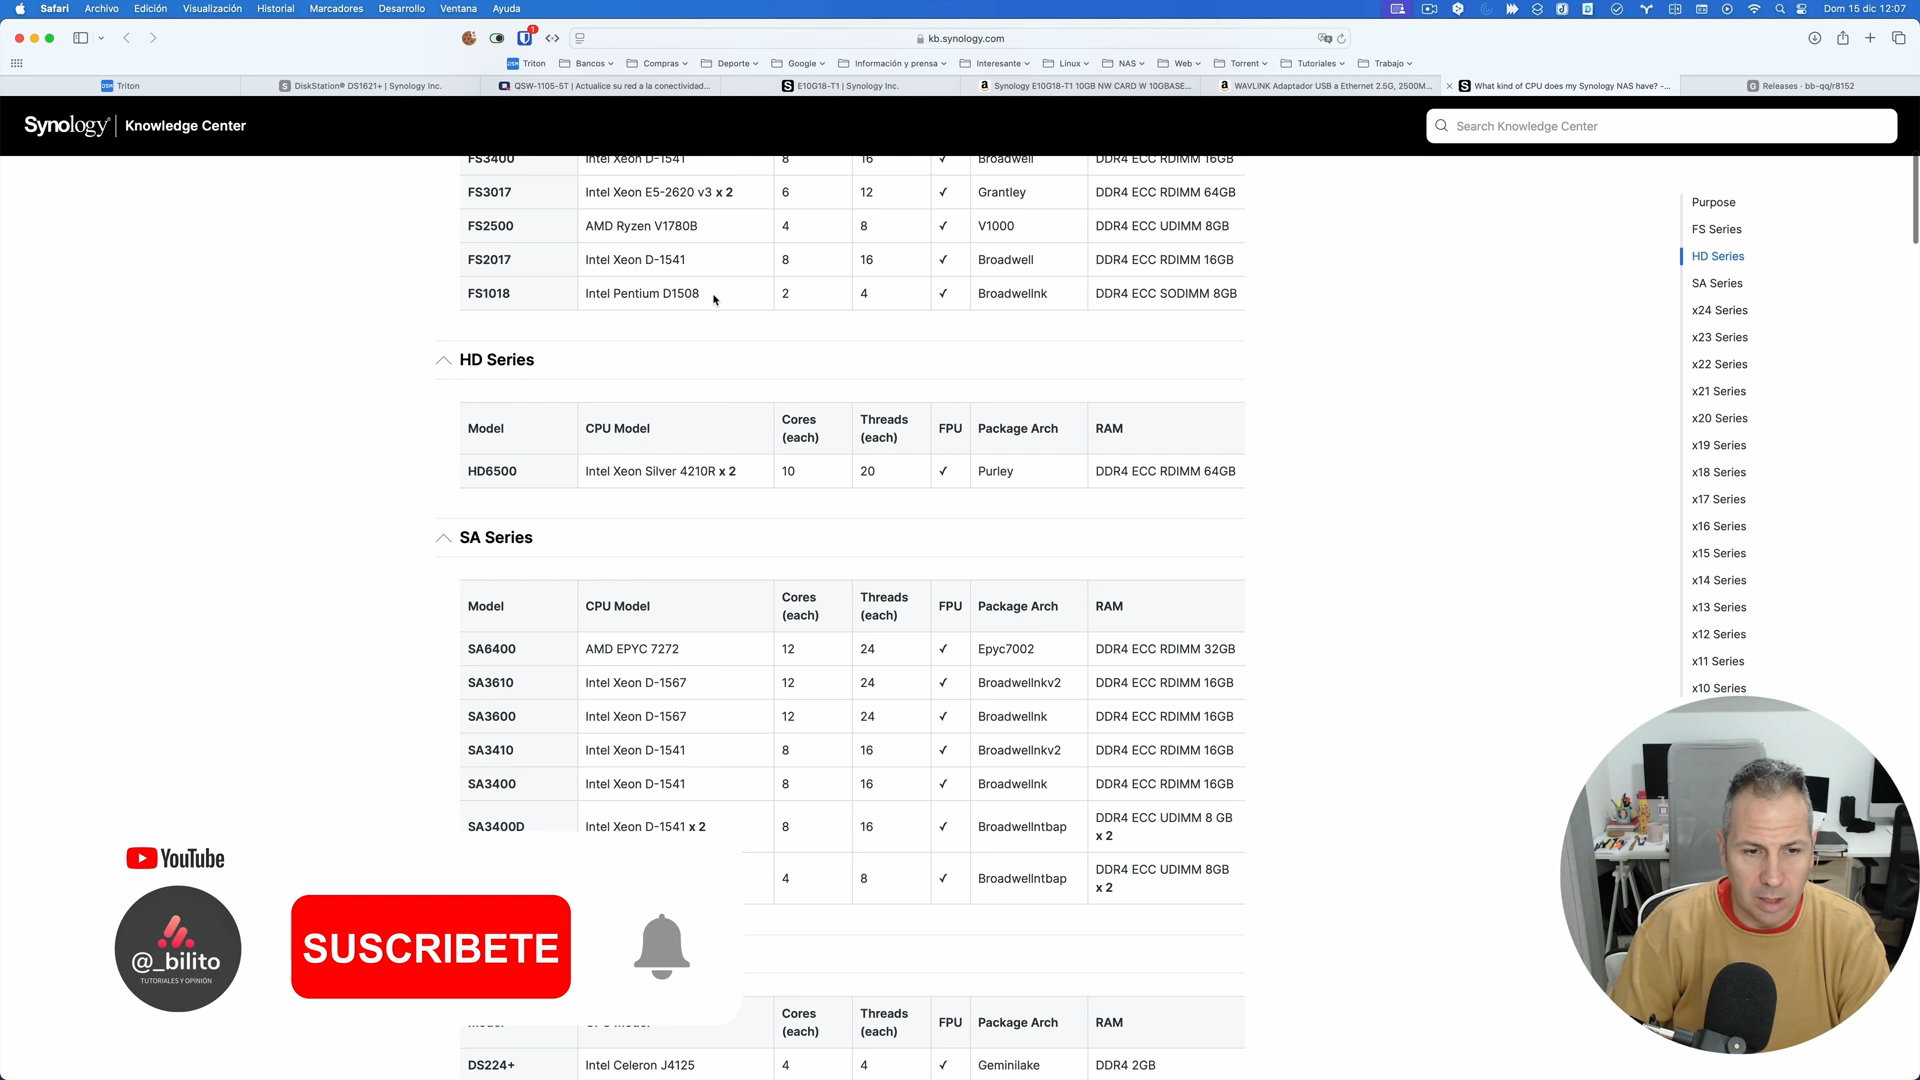 Safari Archivo Edición Visualización Historial Marcadores Desarrollo Ventana Ayuda Dom 15 dic 12:07
1 kb.synology.com
Triton Bancos Compras Deporte Google Información y prensa Interesante Linux NAS Web Torrent Tutoriales Trabajo
Triton DiskStation® DS1621+ | Synology Inc. QSW-1105-5T | Actualice su red a la conectividad... E10G18-T1 | Synology Inc. Synology E10G18-T1 10GB NW CARD W 10GBASE... WAVLINK Adaptador USB a Ethernet 2.5G, 2500M... What kind of CPU does my Synology NAS have? -... Releases · bb-qq/r8152
Synology Knowledge Center Search Knowledge Center
FS3400 Intel Xeon D-1541 8 16 ✓ Broadwell DDR4 ECC RDIMM 16GB
FS3017 Intel Xeon E5-2620 v3 x 2 6 12 ✓ Grantley DDR4 ECC RDIMM 64GB
FS2500 AMD Ryzen V1780B 4 8 ✓ V1000 DDR4 ECC UDIMM 8GB
FS2017 Intel Xeon D-1541 8 16 ✓ Broadwell DDR4 ECC RDIMM 16GB
FS1018 Intel Pentium D1508 2 4 ✓ Broadwellnk DDR4 ECC SODIMM 8GB
HD Series
Model CPU Model Cores (each) Threads (each) FPU Package Arch RAM
HD6500 Intel Xeon Silver 4210R x 2 10 20 ✓ Purley DDR4 ECC RDIMM 64GB
SA Series
Model CPU Model Cores (each) Threads (each) FPU Package Arch RAM
SA6400 AMD EPYC 7272 12 24 ✓ Epyc7002 DDR4 ECC RDIMM 32GB
SA3610 Intel Xeon D-1567 12 24 ✓ Broadwellnkv2 DDR4 ECC RDIMM 16GB
SA3600 Intel Xeon D-1567 12 24 ✓ Broadwellnk DDR4 ECC RDIMM 16GB
SA3410 Intel Xeon D-1541 8 16 ✓ Broadwellnkv2 DDR4 ECC RDIMM 16GB
SA3400 Intel Xeon D-1541 8 16 ✓ Broadwellnk DDR4 ECC RDIMM 16GB
SA3400D Intel Xeon D-1541 x 2 8 16 ✓ Broadwellntbap DDR4 ECC UDIMM 8 GB x 2
4 8 ✓ Broadwellntbap DDR4 ECC UDIMM 8GB x 2
Cores (each) Threads (each) FPU Package Arch RAM
DS224+ Intel Celeron J4125 4 4 ✓ Geminilake DDR4 2GB
Purpose
FS Series
HD Series
SA Series
x24 Series
x23 Series
x22 Series
x21 Series
x20 Series
x19 Series
x18 Series
x17 Series
x16 Series
x15 Series
x14 Series
x13 Series
x12 Series
x11 Series
x10 Series
YouTube
@_bilito
TUTORIALES Y OPINIÓN
SUSCRIBETE